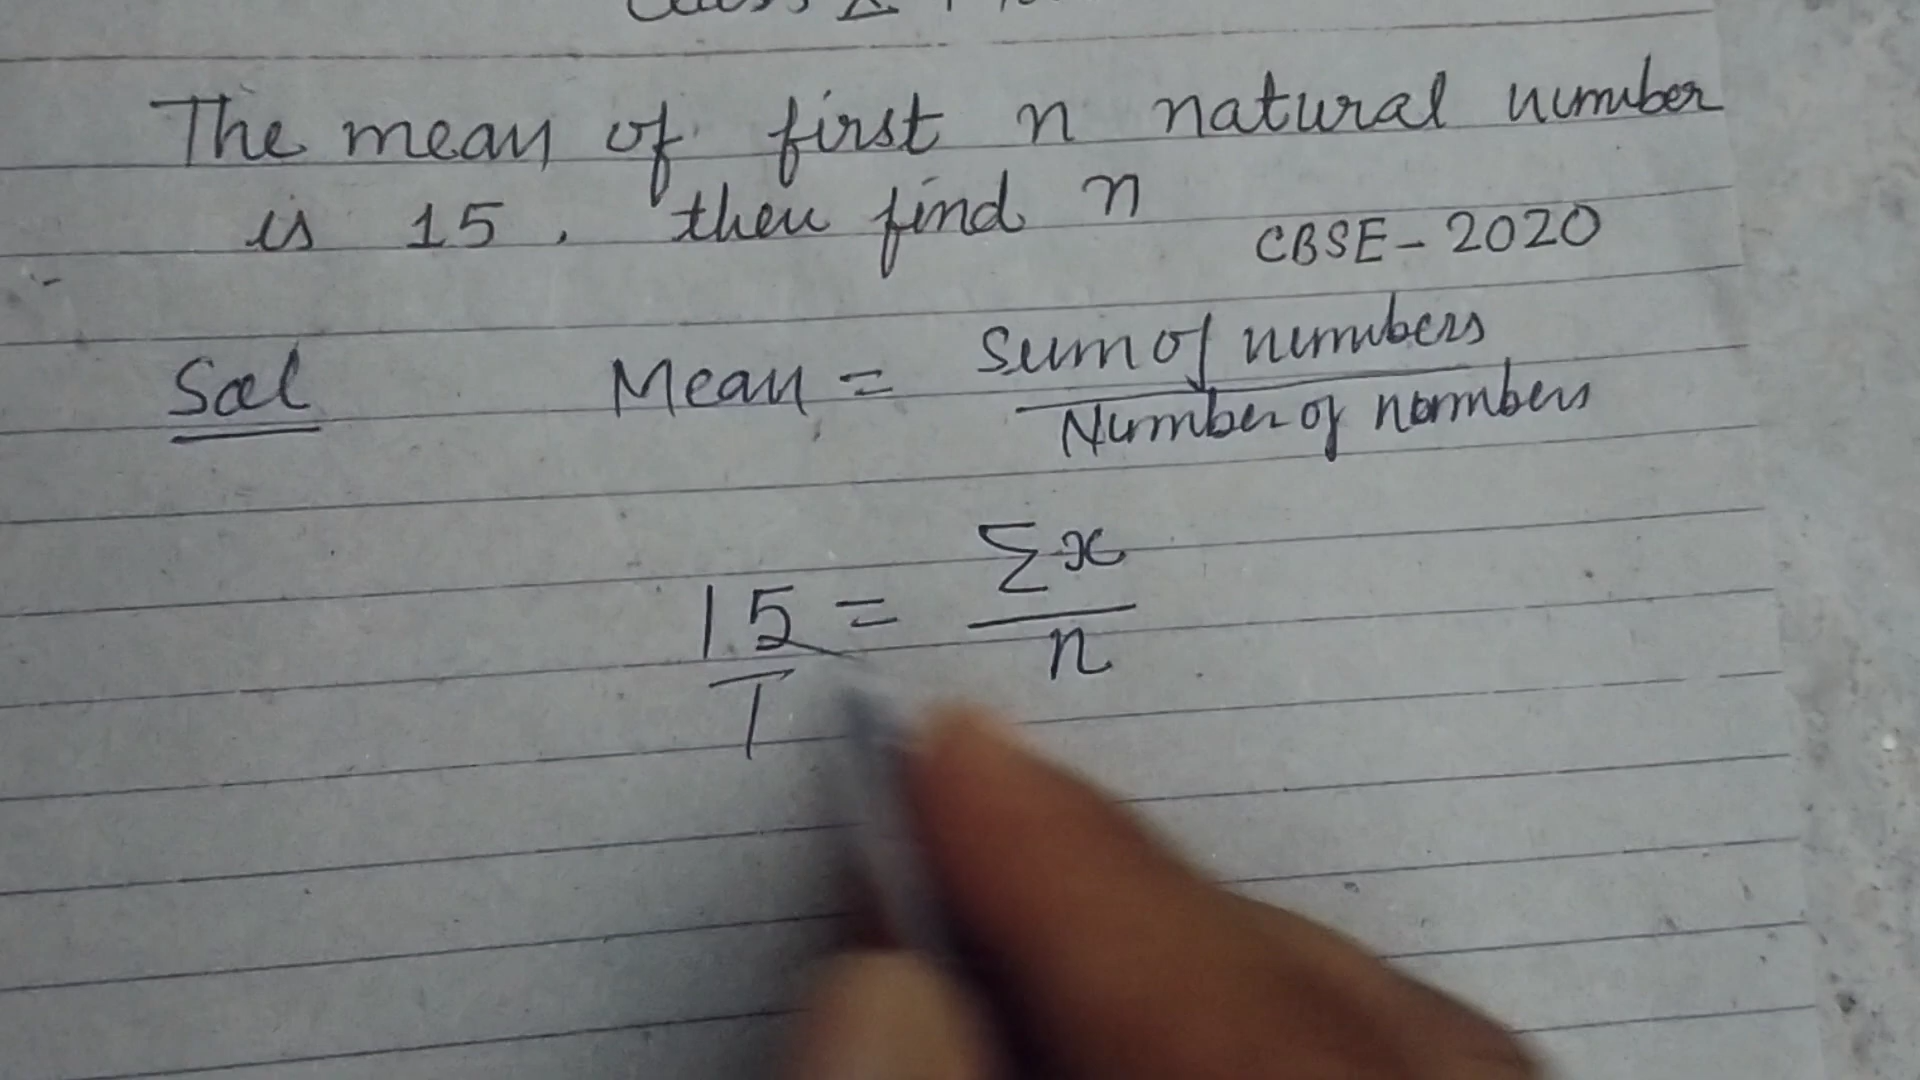 The mean of first n natural number
is 15, then find n
CBSE - 2020
Sol Mean = Sum of numbers / Number of numbers
15/1 = Σx / n